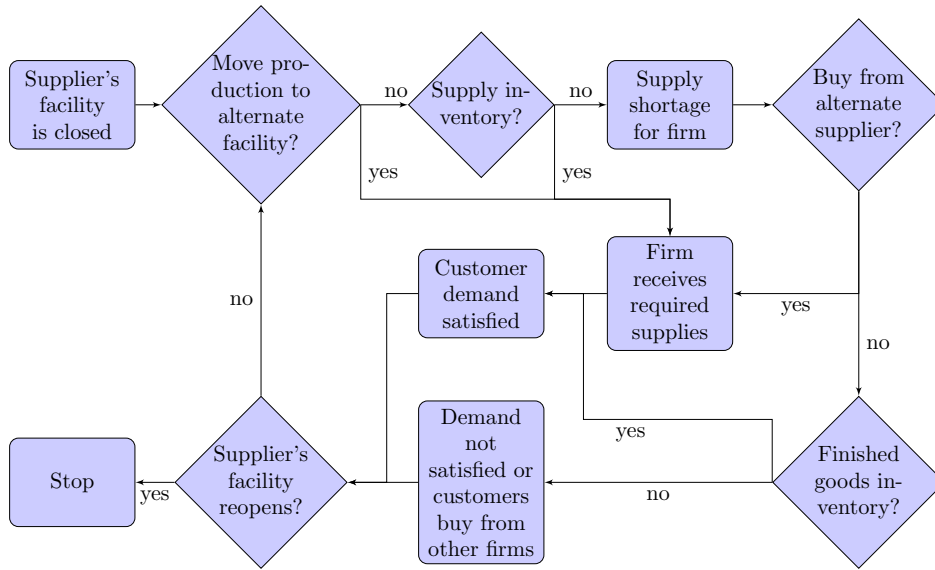 Supplier's
facility
is closed
Move pro-
duction to
alternate
facility?
no
Supply in-
ventory?
no
Supply
shortage
for firm
Buy from
alternate
supplier?
yes
yes
Customer
demand
satisfied
Firm
receives
required
supplies
yes
no
no
Stop
yes
Supplier's
facility
reopens?
Demand
not
satisfied or
customers
buy from
other firms
yes
no
Finished
goods in-
ventory?